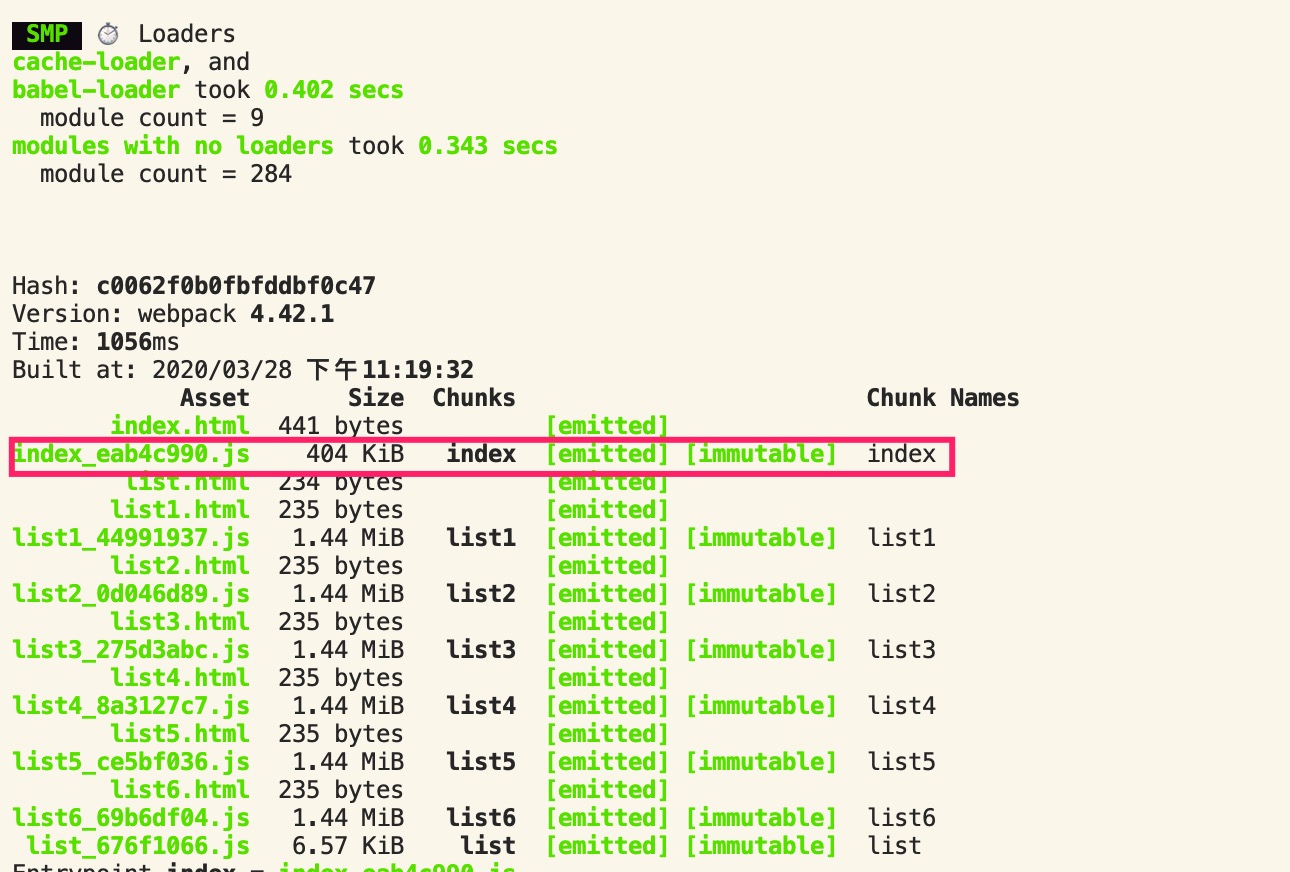 SMP ⏱ Loaders
cache-loader, and
babel-loader took 0.402 secs
module count = 9
modules with no loaders took 0.343 secs
module count = 284
Hash: c0062f0b0fbfddbf0c47
Version: webpack 4.42.1
Time: 1056ms
Built at: 2020/03/28 下午11:19:32
Asset Size Chunks Chunk Names
index.html 441 bytes [emitted]
index_eab4c990.js 404 KiB index [emitted] [immutable] index
list.html 234 bytes [emitted]
list1.html 235 bytes [emitted]
list1_44991937.js 1.44 MiB list1 [emitted] [immutable] list1
list2.html 235 bytes [emitted]
list2_0d046d89.js 1.44 MiB list2 [emitted] [immutable] list2
list3.html 235 bytes [emitted]
list3_275d3abc.js 1.44 MiB list3 [emitted] [immutable] list3
list4.html 235 bytes [emitted]
list4_8a3127c7.js 1.44 MiB list4 [emitted] [immutable] list4
list5.html 235 bytes [emitted]
list5_ce5bf036.js 1.44 MiB list5 [emitted] [immutable] list5
list6.html 235 bytes [emitted]
list6_69b6df04.js 1.44 MiB list6 [emitted] [immutable] list6
list_676f1066.js 6.57 KiB list [emitted] [immutable] list
Entrypoint index = index_eab4c990.js